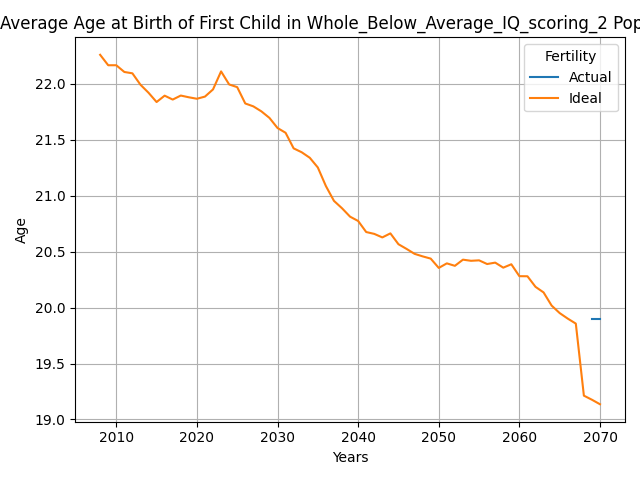 Average Age at Birth of First Child in Whole_Below_Average_IQ_scoring_2 Pop
Fertility
Actual
Ideal
22.0
21.5
21.0
20.5
20.0
19.5
19.0
Age
2010 2020 2030 2040 2050 2060 2070
Years